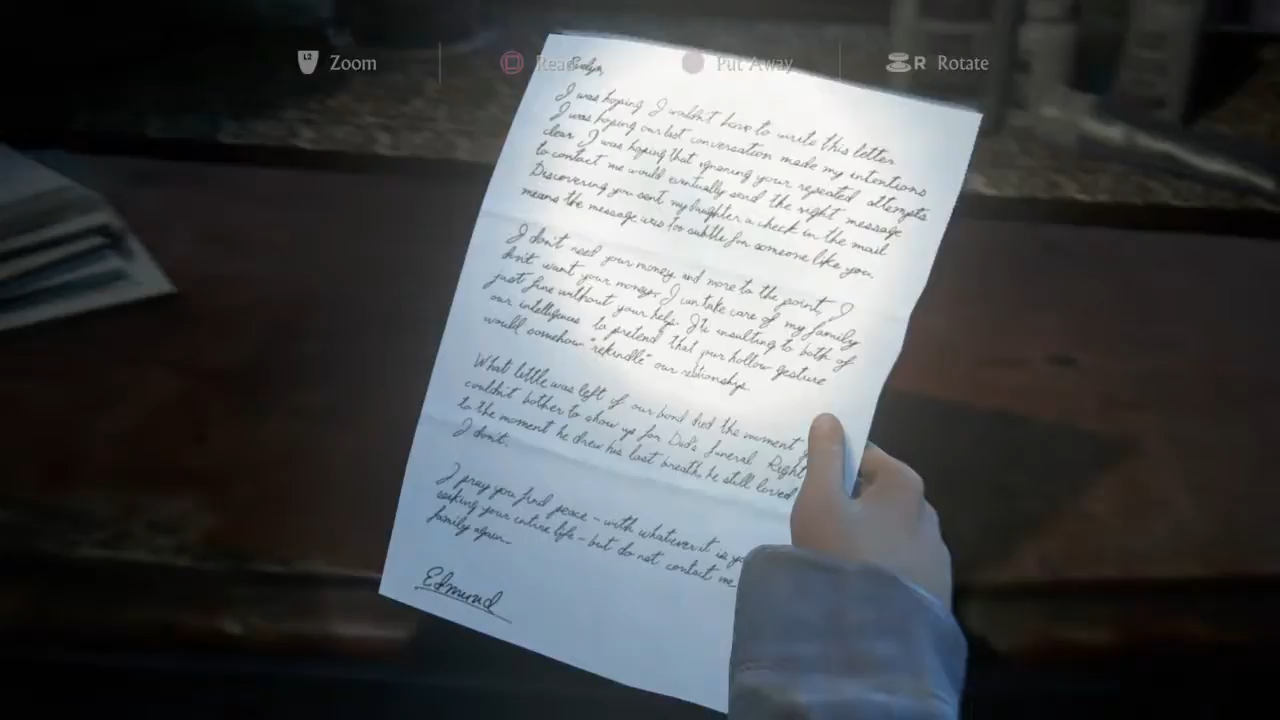 L2 Zoom
Read
Put Away
R Rotate
Evelyn,
I was hoping I wouldn't have to write this letter
I was hoping our last conversation made my intentions
clear. I was hoping that ignoring your repeated attempts
to contact me would eventually send the right message
Discovering you sent my daughter a check in the mail
means the message was too subtle for someone like you.
I don't need your money, and more to the point, I
don't want your money. I can take care of my family
just fine without your help. It's insulting to both of
our intelligences to pretend that your hollow gesture
would somehow "rekindle" our relationship.
What little was left of our bond died the moment
couldn't bother to show up for Dad's funeral. Right
to the moment he drew his last breath, he still loved
I don't.
I pray you find peace - with whatever it is
seeking your entire life - but do not contact me
family again.
Edmund